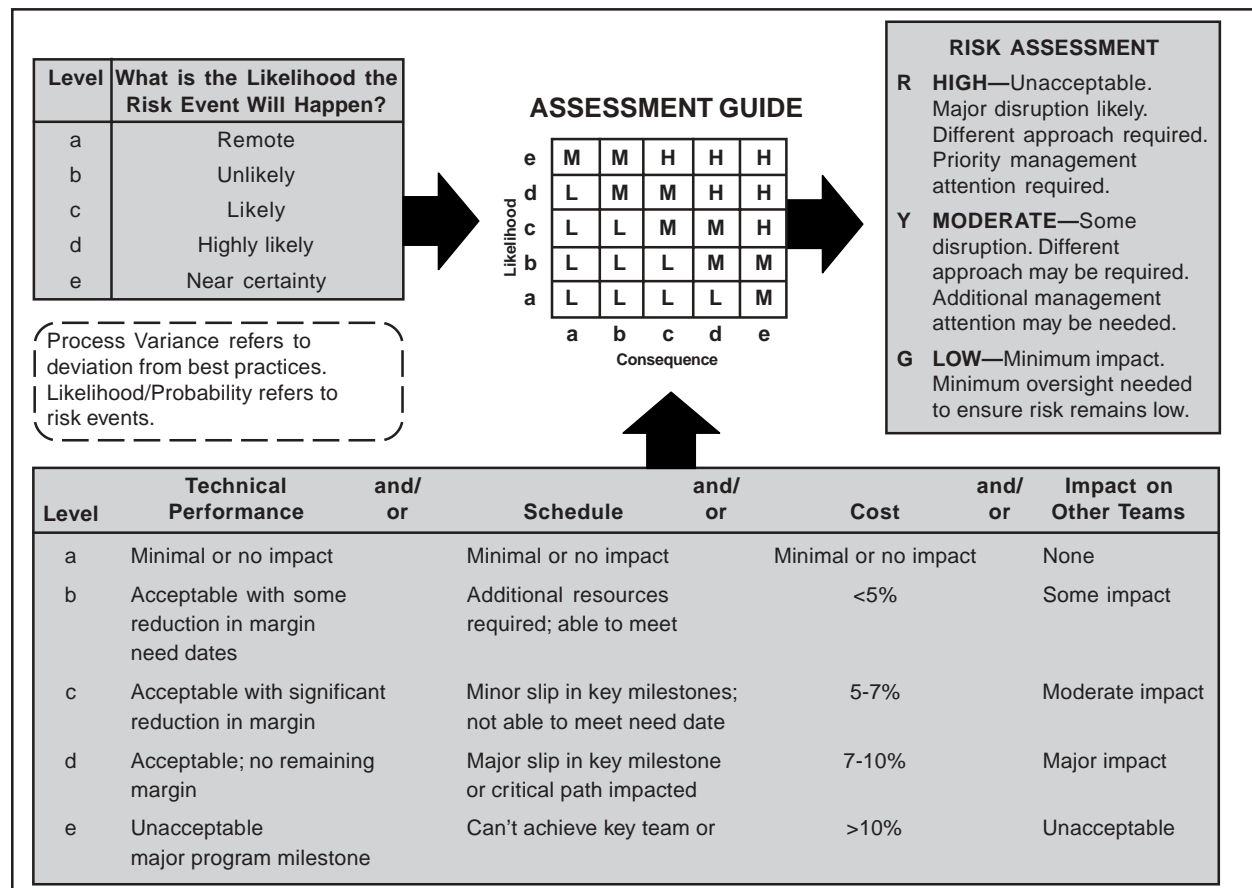 Level What is the Likelihood the
Risk Event Will Happen?
a Remote
b Unlikely
c Likely
d Highly likely
e Near certainty
Process Variance refers to
deviation from best practices.
Likelihood/Probability refers to
risk events.
ASSESSMENT GUIDE
Likelihood
e M M H H H
d L M M H H
c L L M M H
b L L L M M
a L L L L M
a b c d e
Consequence
RISK ASSESSMENT
R HIGH—Unacceptable.
Major disruption likely.
Different approach required.
Priority management
attention required.
Y MODERATE—Some
disruption. Different
approach may be required.
Additional management
attention may be needed.
G LOW—Minimum impact.
Minimum oversight needed
to ensure risk remains low.
Technical and/ and/ and/ Impact on
Level Performance or Schedule or Cost or Other Teams
a Minimal or no impact Minimal or no impact Minimal or no impact None
b Acceptable with some Additional resources <5% Some impact
reduction in margin required; able to meet
need dates
c Acceptable with significant Minor slip in key milestones; 5-7% Moderate impact
reduction in margin not able to meet need date
d Acceptable; no remaining Major slip in key milestone 7-10% Major impact
margin or critical path impacted
e Unacceptable Can't achieve key team or >10% Unacceptable
major program milestone